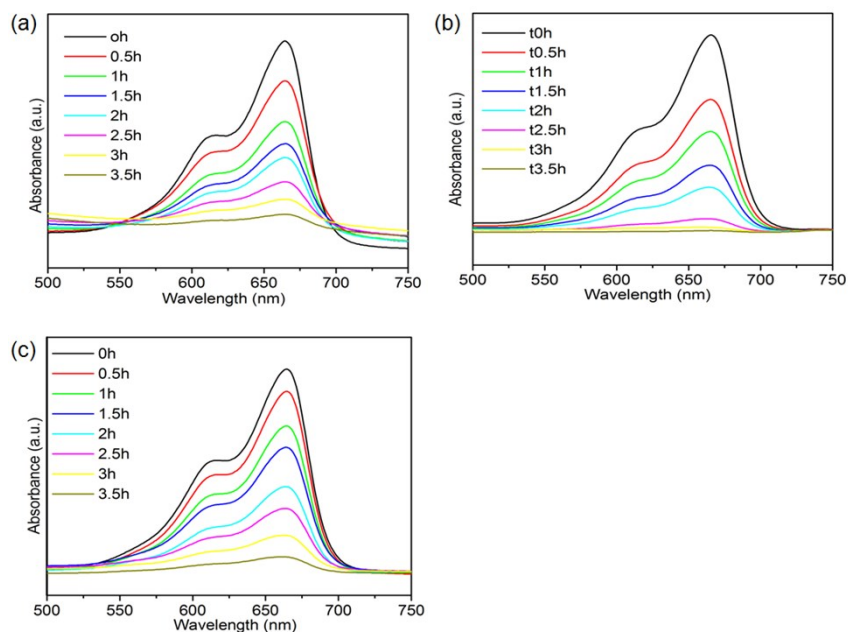 (a)
oh
0.5h
1h
1.5h
2h
2.5h
3h
3.5h
Absorbance (a.u.)
500 550 600 650 700 750
Wavelength (nm)
(b)
t0h
t0.5h
t1h
t1.5h
t2h
t2.5h
t3h
t3.5h
Absorbance (a.u.)
500 550 600 650 700 750
Wavelength (nm)
(c)
0h
0.5h
1h
1.5h
2h
2.5h
3h
3.5h
Absorbance (a.u.)
500 550 600 650 700 750
Wavelength (nm)